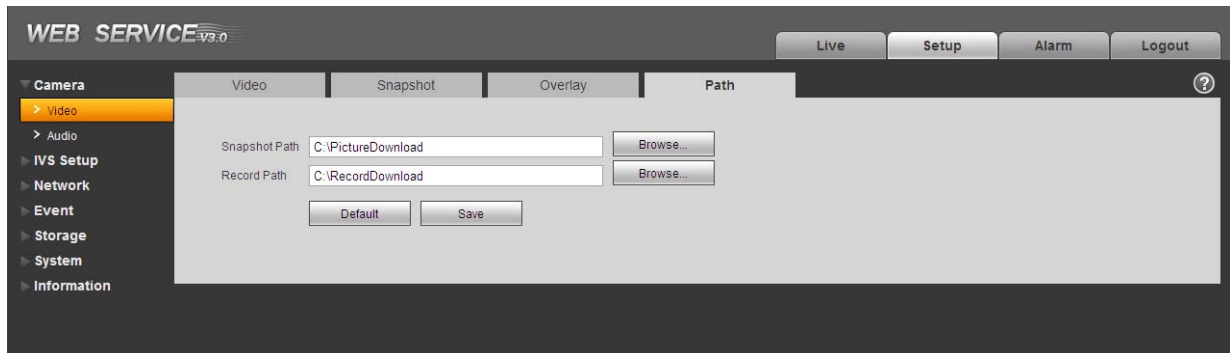 WEB SERVICE V3.0
Live Setup Alarm Logout
Camera
> Video
> Audio
IVS Setup
Network
Event
Storage
System
Information
Video Snapshot Overlay Path ?
Snapshot Path C:\PictureDownload Browse...
Record Path C:\RecordDownload Browse...
Default Save